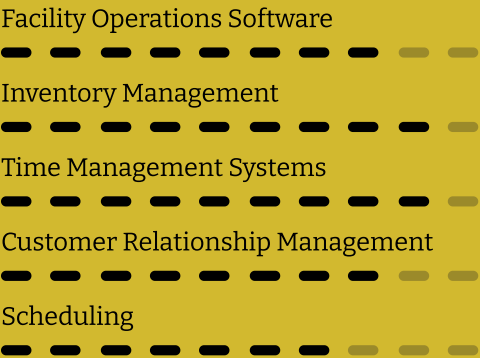 Facility Operations Software
Inventory Management
Time Management Systems
Customer Relationship Management
Scheduling